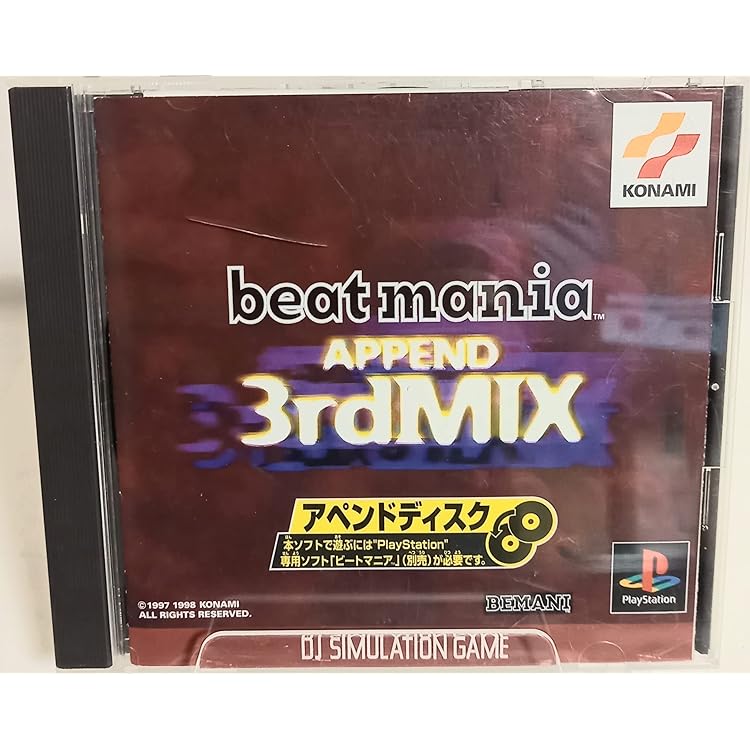 KONAMI
beatmania™
APPEND
3rdMIX
アペンドディスク
本ソフトで遊ぶには"PlayStation"
専用ソフト「ビートマニア」(別売)が必要です。
©1997 1998 KONAMI
ALL RIGHTS RESERVED.
BEMANI™
PlayStation
DJ SIMULATION GAME